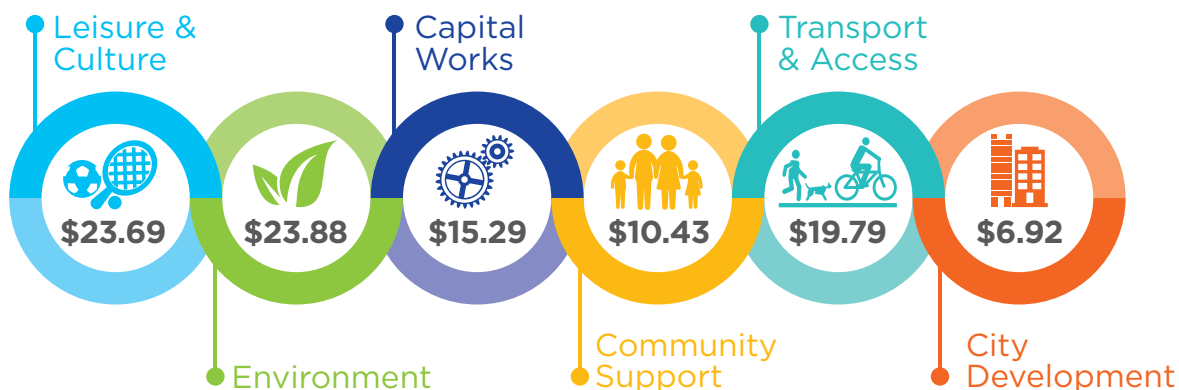 Leisure &
Culture
Capital
Works
Transport
& Access
$23.69
$23.88
$15.29
$10.43
$19.79
$6.92
Environment
Community
Support
City
Development